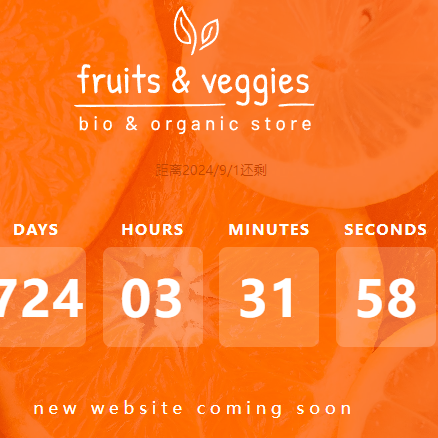 fruits & veggies
bio & organic store
距离2024/9/1还剩
DAYS HOURS MINUTES SECONDS
724 03 31 58
new website coming soon